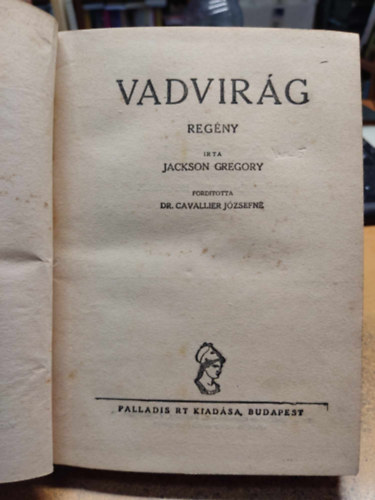 VADVIRÁG
REGÉNY
IRTA
JACKSON GREGORY
FORDÍTOTTA
DR. CAVALLIER JÓZSEFNÉ
PALLADIS RT KIADÁSA, BUDAPEST